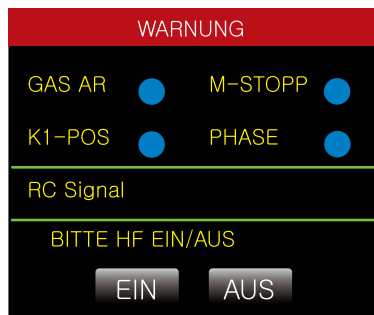 WARNUNG
GAS AR M-STOPP
K1-POS PHASE
RC Signal
BITTE HF EIN/AUS
EIN AUS